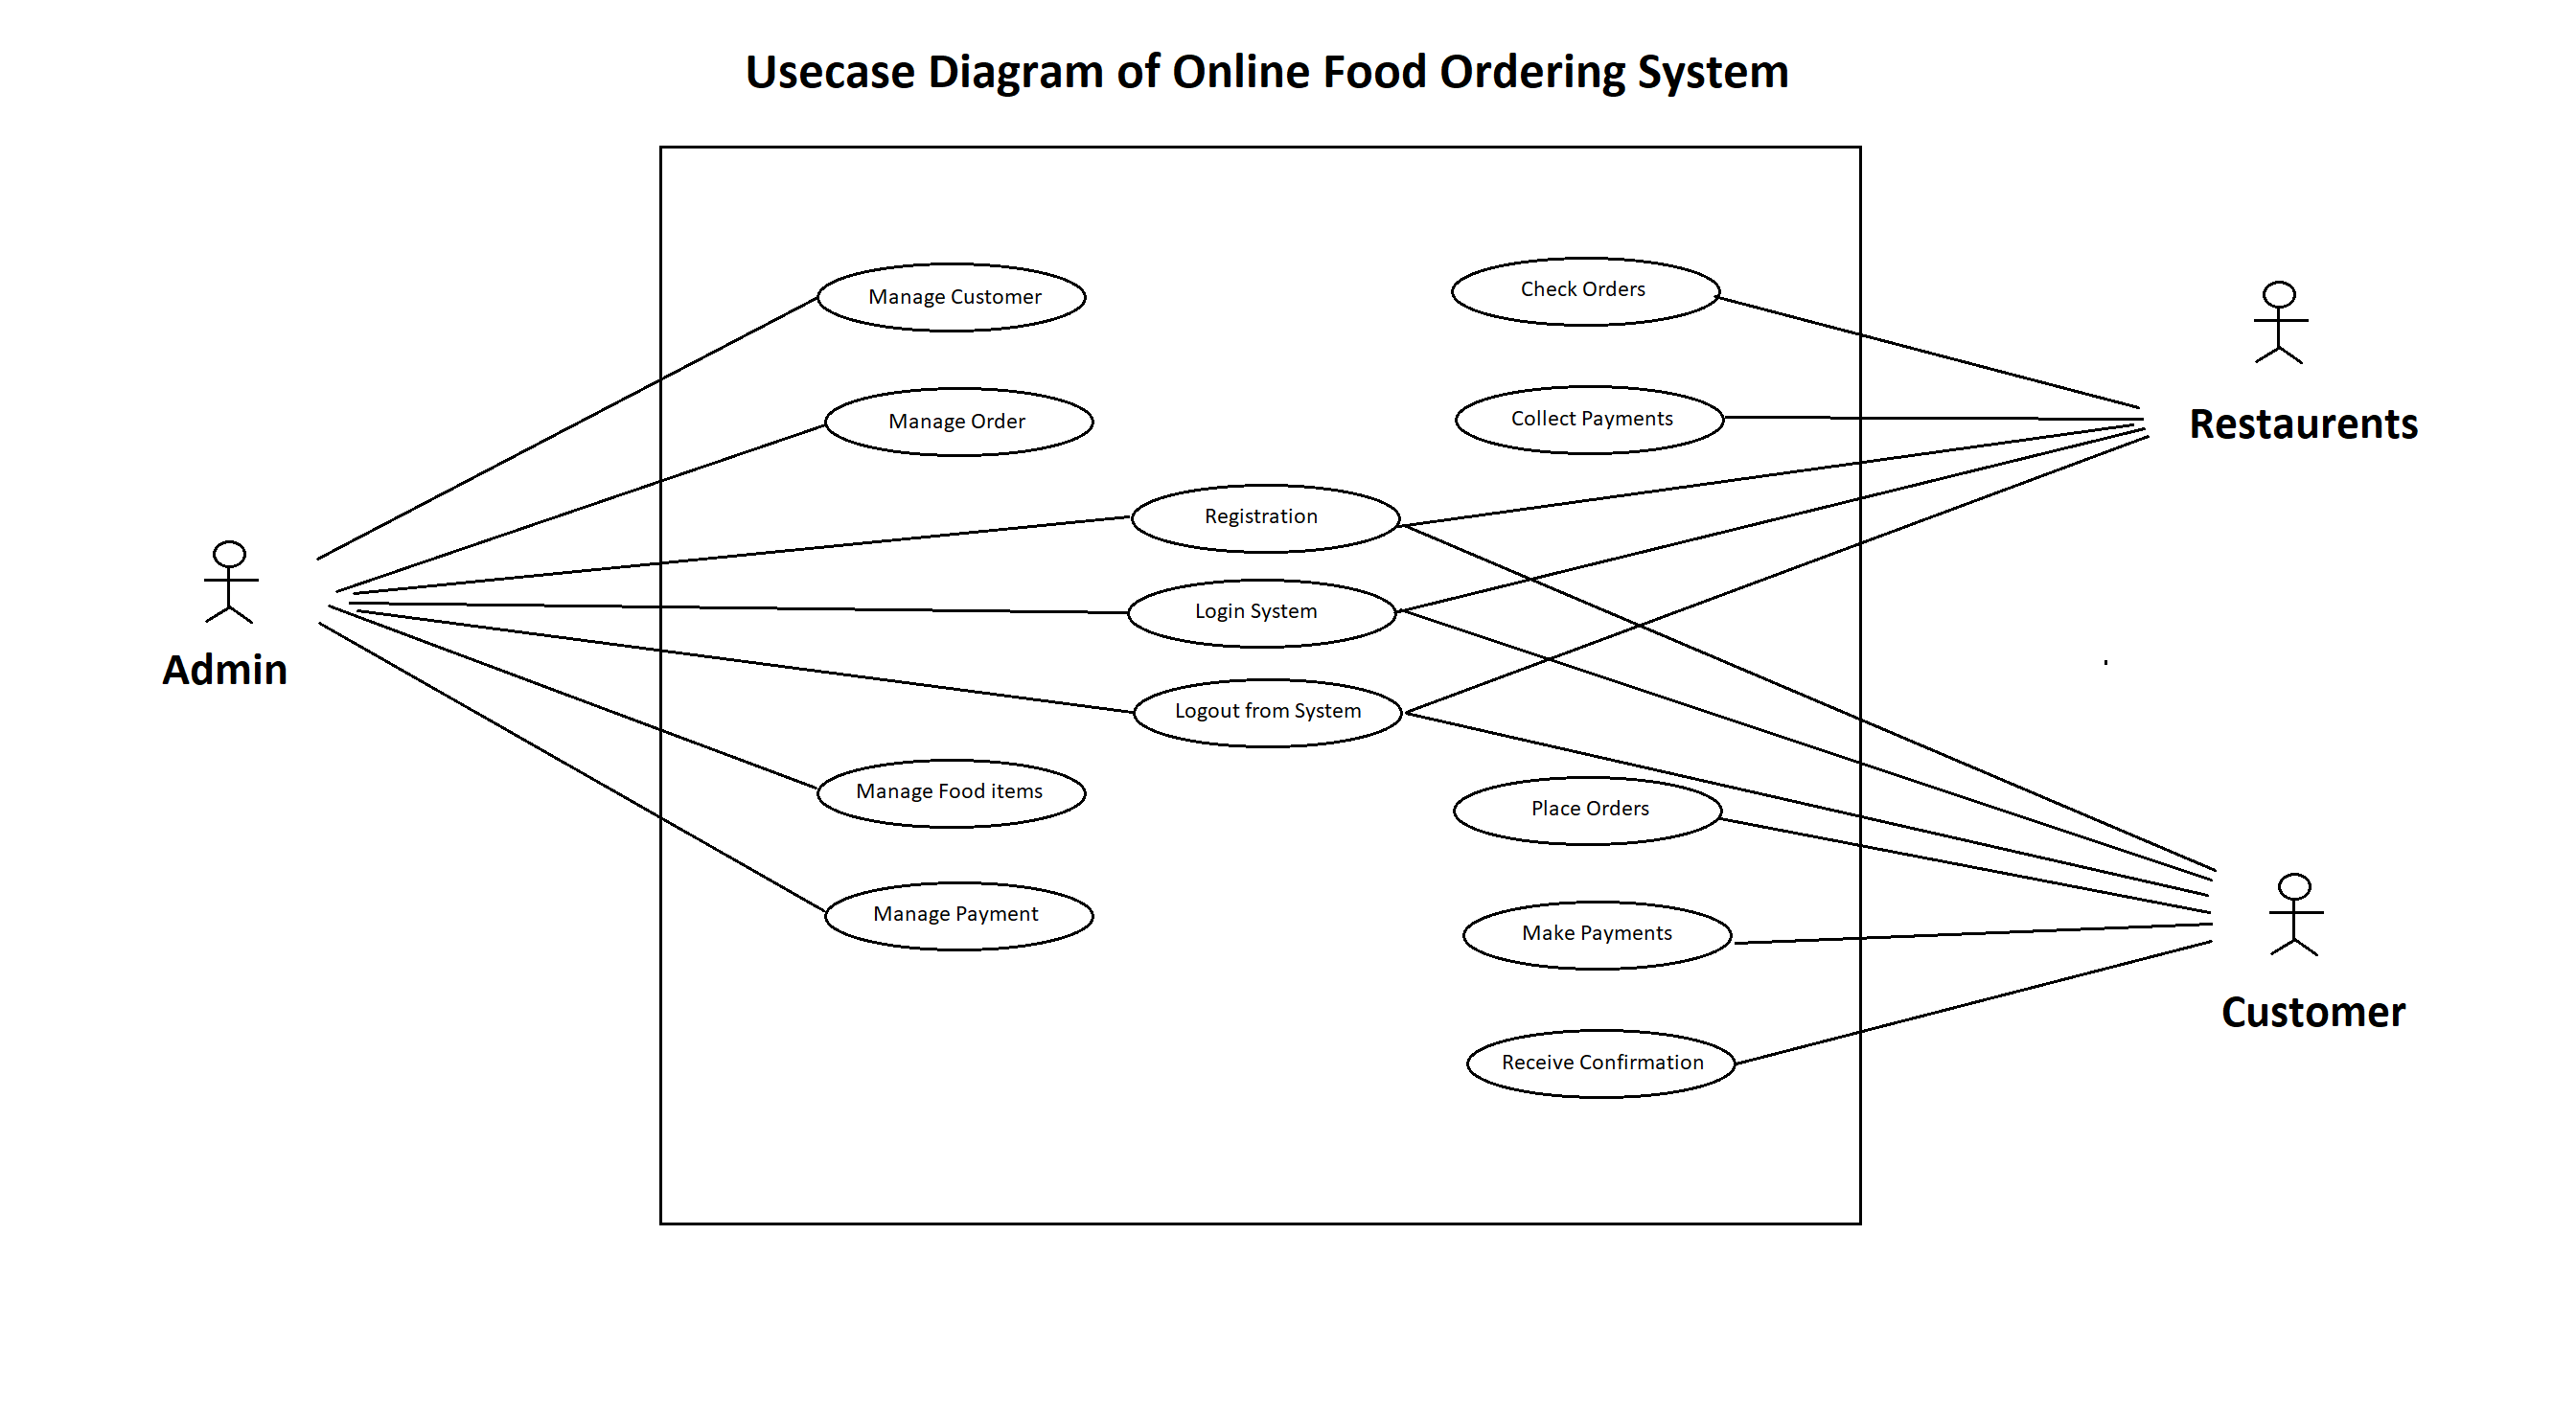 Usecase Diagram of Online Food Ordering System
Manage Customer
Check Orders
Manage Order
Collect Payments
Restaurents
Registration
Login System
Admin
Logout from System
Manage Food items
Place Orders
Manage Payment
Make Payments
Customer
Receive Confirmation